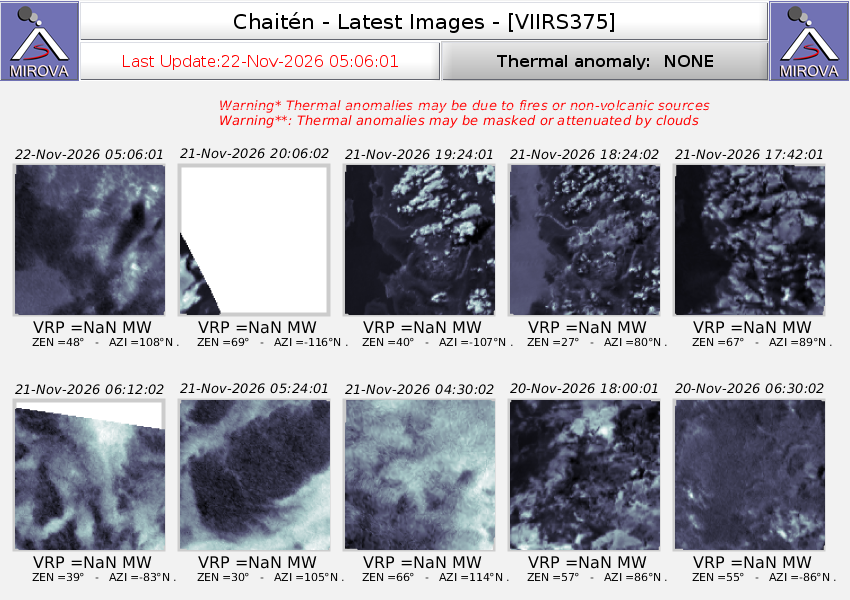 Chaitén - Latest Images - [VIIRS375]
Last Update:22-Nov-2026 05:06:01
Thermal anomaly: NONE
MIROVA
MIROVA
Warning* Thermal anomalies may be due to fires or non-volcanic sources
Warning**: Thermal anomalies may be masked or attenuated by clouds
22-Nov-2026 05:06:01 21-Nov-2026 20:06:02 21-Nov-2026 19:24:01 21-Nov-2026 18:24:02 21-Nov-2026 17:42:01
VRP =NaN MW VRP =NaN MW VRP =NaN MW VRP =NaN MW VRP =NaN MW
ZEN =48° - AZI =108°N . ZEN =69° - AZI =-116°N . ZEN =40° - AZI =-107°N . ZEN =27° - AZI =80°N . ZEN =67° - AZI =89°N .
21-Nov-2026 06:12:02 21-Nov-2026 05:24:01 21-Nov-2026 04:30:02 20-Nov-2026 18:00:01 20-Nov-2026 06:30:02
VRP =NaN MW VRP =NaN MW VRP =NaN MW VRP =NaN MW VRP =NaN MW
ZEN =39° - AZI =-83°N . ZEN =30° - AZI =105°N . ZEN =66° - AZI =114°N . ZEN =57° - AZI =86°N . ZEN =55° - AZI =-86°N .